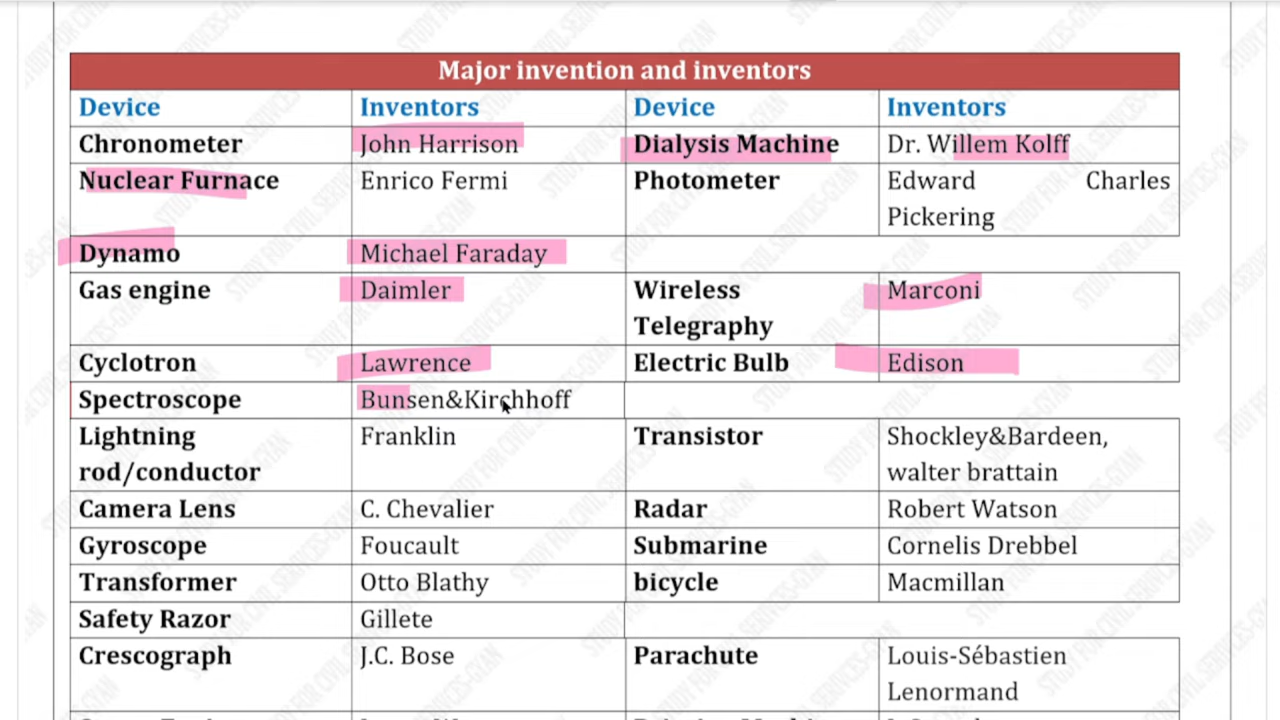 Major invention and inventors
Device Inventors Device Inventors
Chronometer John Harrison Dialysis Machine Dr. Willem Kolff
Nuclear Furnace Enrico Fermi Photometer Edward Charles
Pickering
Dynamo Michael Faraday
Gas engine Daimler Wireless Marconi
Telegraphy
Cyclotron Lawrence Electric Bulb Edison
Spectroscope Bunsen&Kirchhoff
Lightning Franklin Transistor Shockley&Bardeen,
rod/conductor walter brattain
Camera Lens C. Chevalier Radar Robert Watson
Gyroscope Foucault Submarine Cornelis Drebbel
Transformer Otto Blathy bicycle Macmillan
Safety Razor Gillete
Crescograph J.C. Bose Parachute Louis-Sébastien
Lenormand